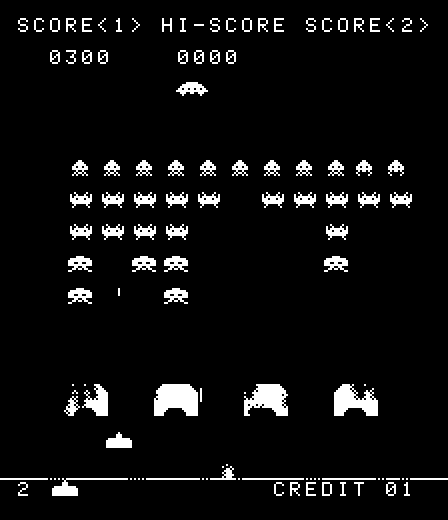 SCORE<1> HI-SCORE SCORE<2>
0300 0000
2 CREDIT 01